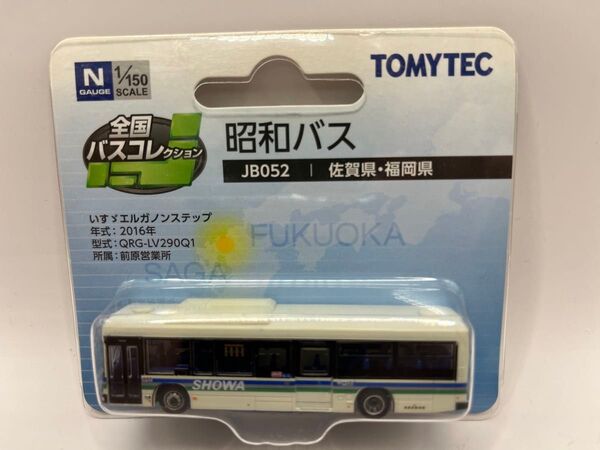 N
GAUGE
1/150
SCALE
TOMYTEC
全国
バスコレクション
昭和バス
JB052 | 佐賀県・福岡県
いすゞエルガノンステップ
年式：2016年
型式：QRG-LV290Q1
所属：前原営業所
FUKUOKA
SAGA
SHOWA